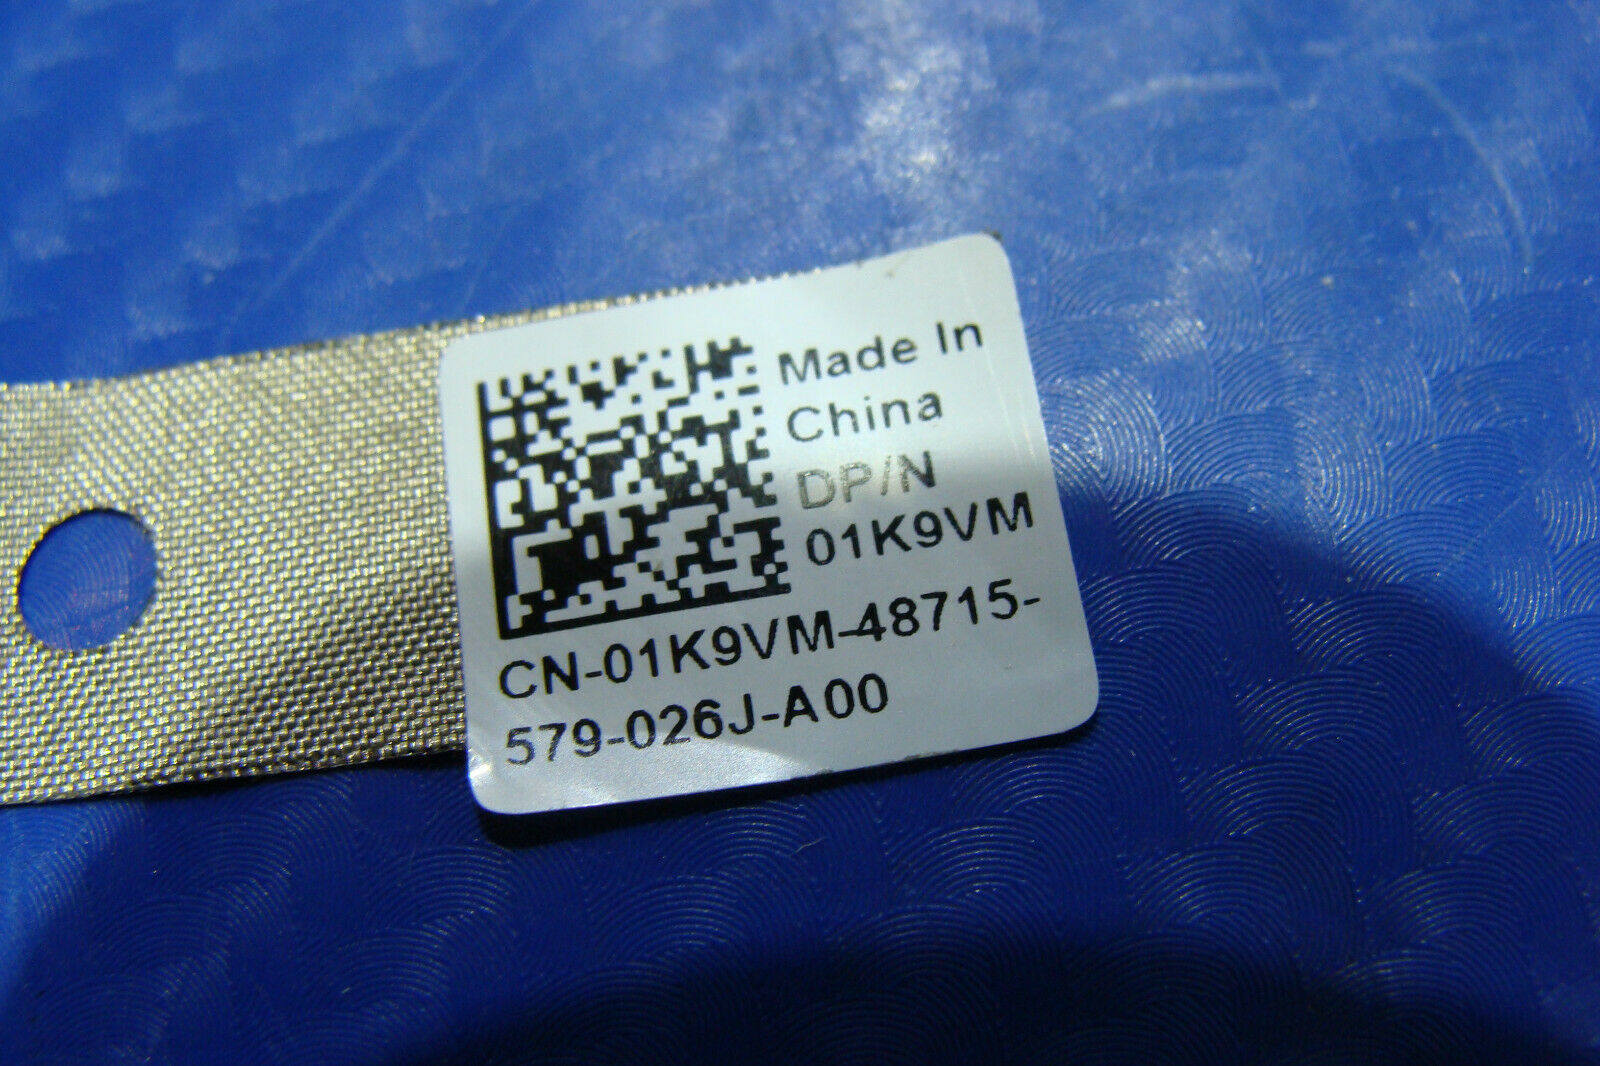 Made In
China
DP/N
01K9VM
CN-01K9VM-48715-
579-026J-A00